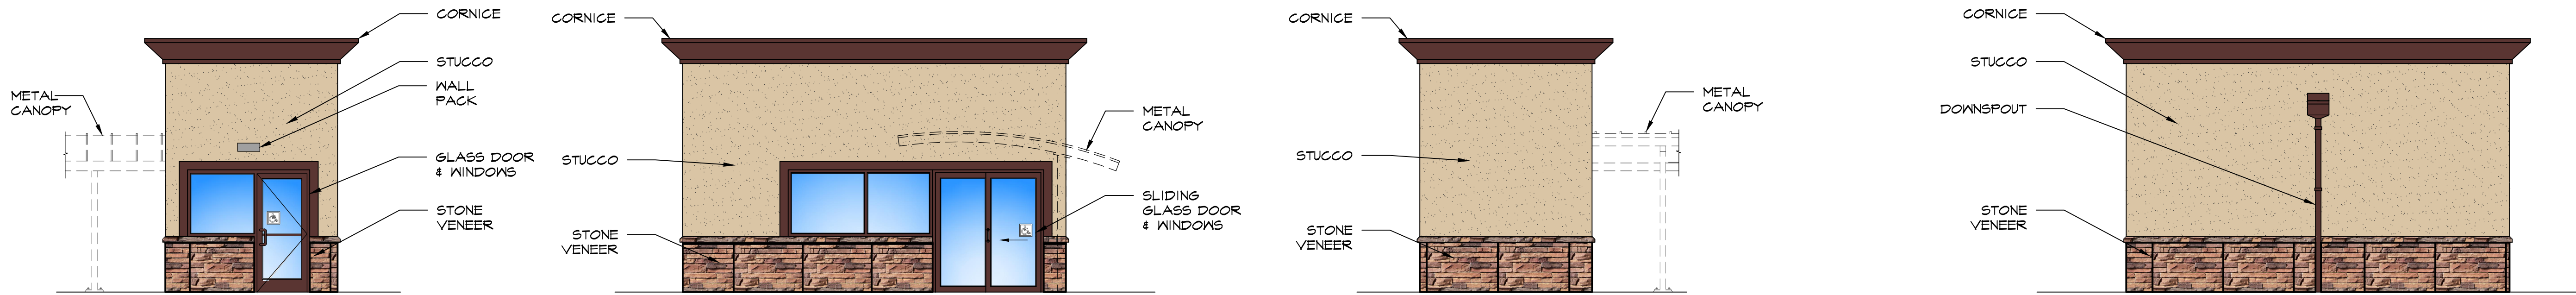 CORNICE
STUCCO
WALL
PACK
METAL
CANOPY
GLASS DOOR
& WINDOWS
STONE
VENEER
CORNICE
METAL
CANOPY
STUCCO
SLIDING
GLASS DOOR
& WINDOWS
STONE
VENEER
CORNICE
METAL
CANOPY
STUCCO
STONE
VENEER
CORNICE
STUCCO
DOWNSPOUT
STONE
VENEER